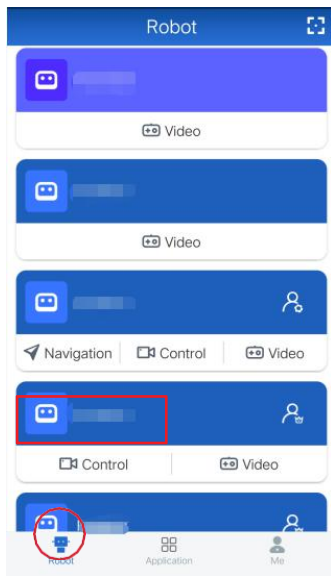 Robot
Video
Video
Navigation Control Video
Control Video
Robot Application Me